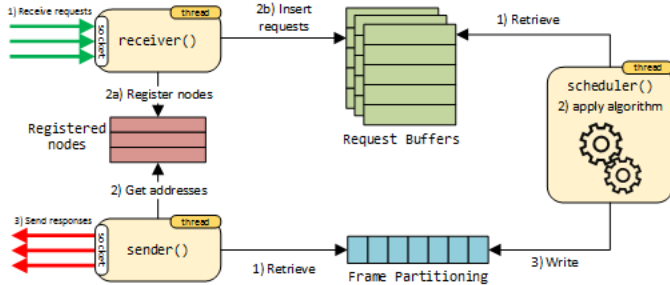 1) Receive requests
thread
socket
receiver()
2b) Insert
requests
1) Retrieve
2a) Register nodes
Registered
nodes
Request Buffers
thread
scheduler()
2) apply algorithm
2) Get addresses
3) Send responses
thread
socket
sender()
1) Retrieve
Frame Partitioning
3) Write